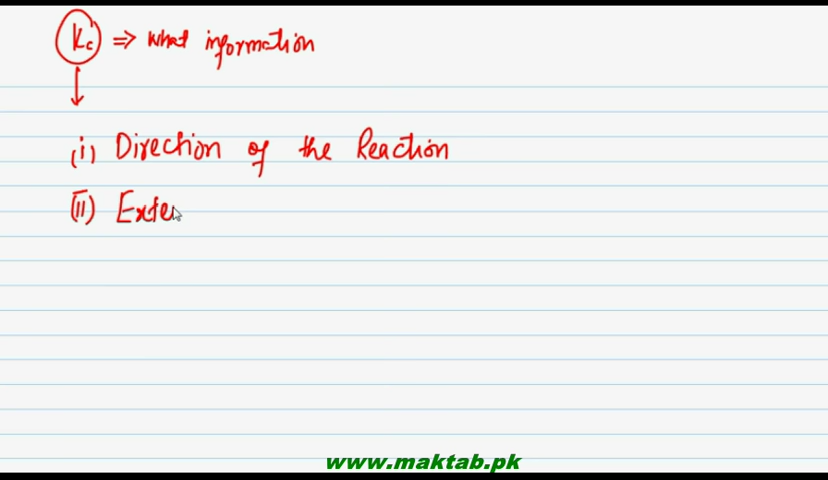 Kc ⇒ What information
(i) Direction of the Reaction
(II) Exte
www.maktab.pk